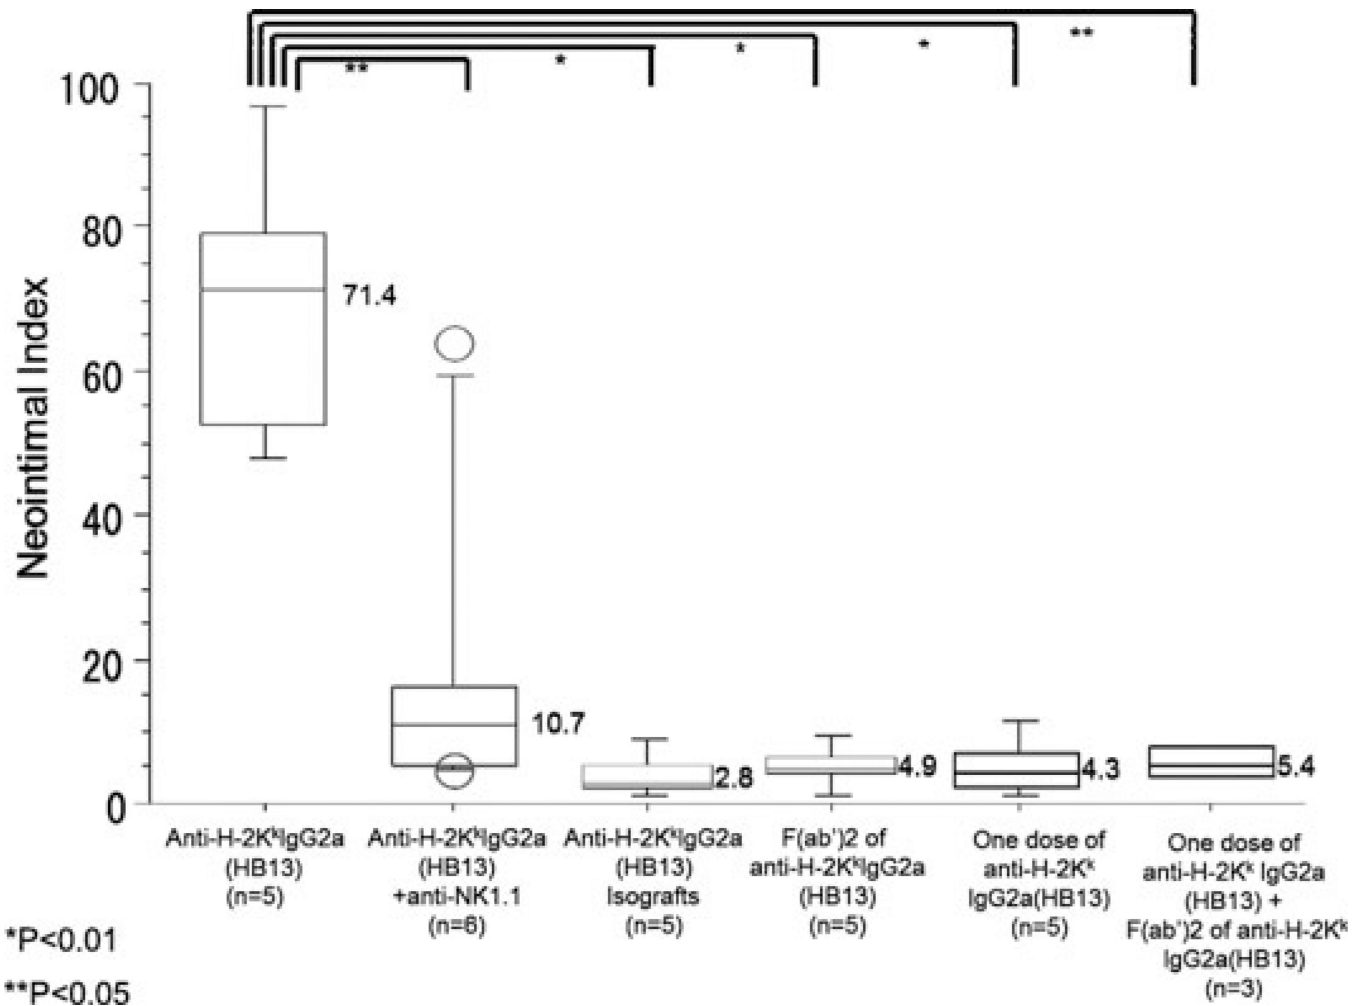 ** * * * **
100
80
60
40
20
0
Neointimal Index
71.4
10.7
2.8
4.9
4.3
5.4
Anti-H-2KᵏIgG2a
(HB13)
(n=5)
Anti-H-2KᵏIgG2a
(HB13)
+anti-NK1.1
(n=6)
Anti-H-2KᵏIgG2a
(HB13)
Isografts
(n=5)
F(ab')2 of
anti-H-2KᵏIgG2a
(HB13)
(n=5)
One dose of
anti-H-2Kᵏ
IgG2a(HB13)
(n=5)
One dose of
anti-H-2Kᵏ IgG2a
(HB13) +
F(ab')2 of anti-H-2Kᵏ
IgG2a(HB13)
(n=3)
*P<0.01
**P<0.05